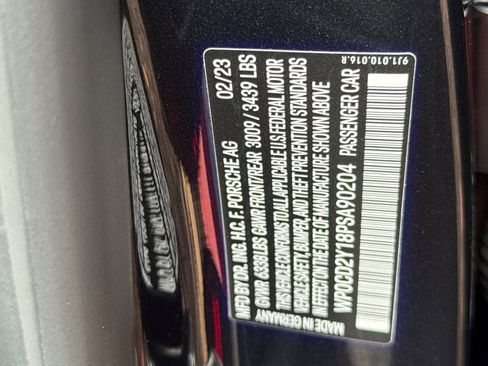 9J1.010.016.R
MFD BY DR. ING. H.C. F. PORSCHE AG 02/23
GVWR 6338 LBS GAWR FRONT/REAR 3009 / 3439 LBS
THIS VEHICLE CONFORMS TO ALL APPLICABLE U.S. FEDERAL MOTOR
VEHICLE SAFETY, BUMPER, AND THEFT PREVENTION STANDARDS
IN EFFECT ON THE DATE OF MANUFACTURE SHOWN ABOVE
WP0CD2Y18PSA90204 PASSENGER CAR
MADE IN GERMANY